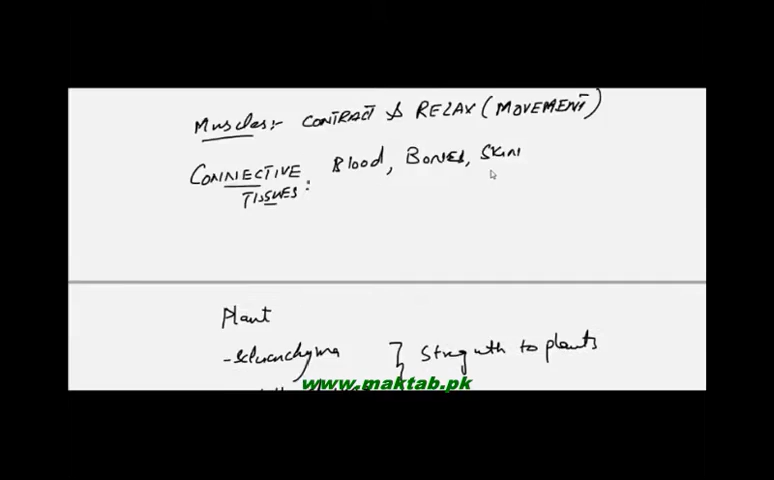 Muscles:- CONTRACT & RELAX (MOVEMENT)
CONNECTIVE TISSUES: Blood, BONES, SKIN
Plant
-sclerenchyma } Strength to plants
www.maktab.pk